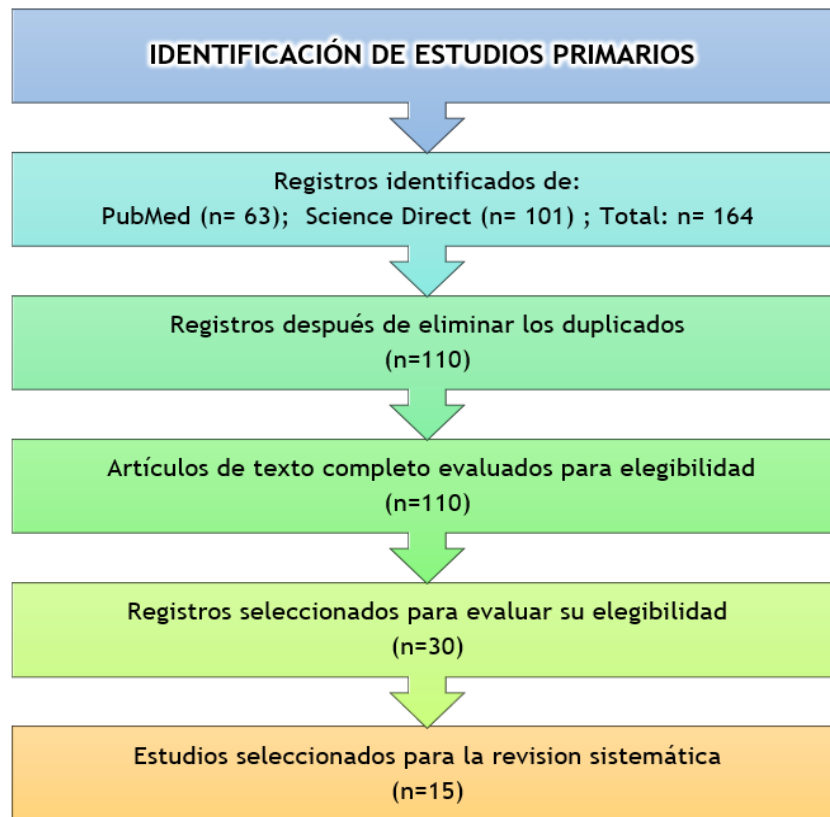 IDENTIFICACIÓN DE ESTUDIOS PRIMARIOS
Registros identificados de:
PubMed (n= 63);  Science Direct (n= 101) ; Total: n= 164
Registros después de eliminar los duplicados
(n=110)
Artículos de texto completo evaluados para elegibilidad
(n=110)
Registros seleccionados para evaluar su elegibilidad
(n=30)
Estudios seleccionados para la revision sistemática
(n=15)